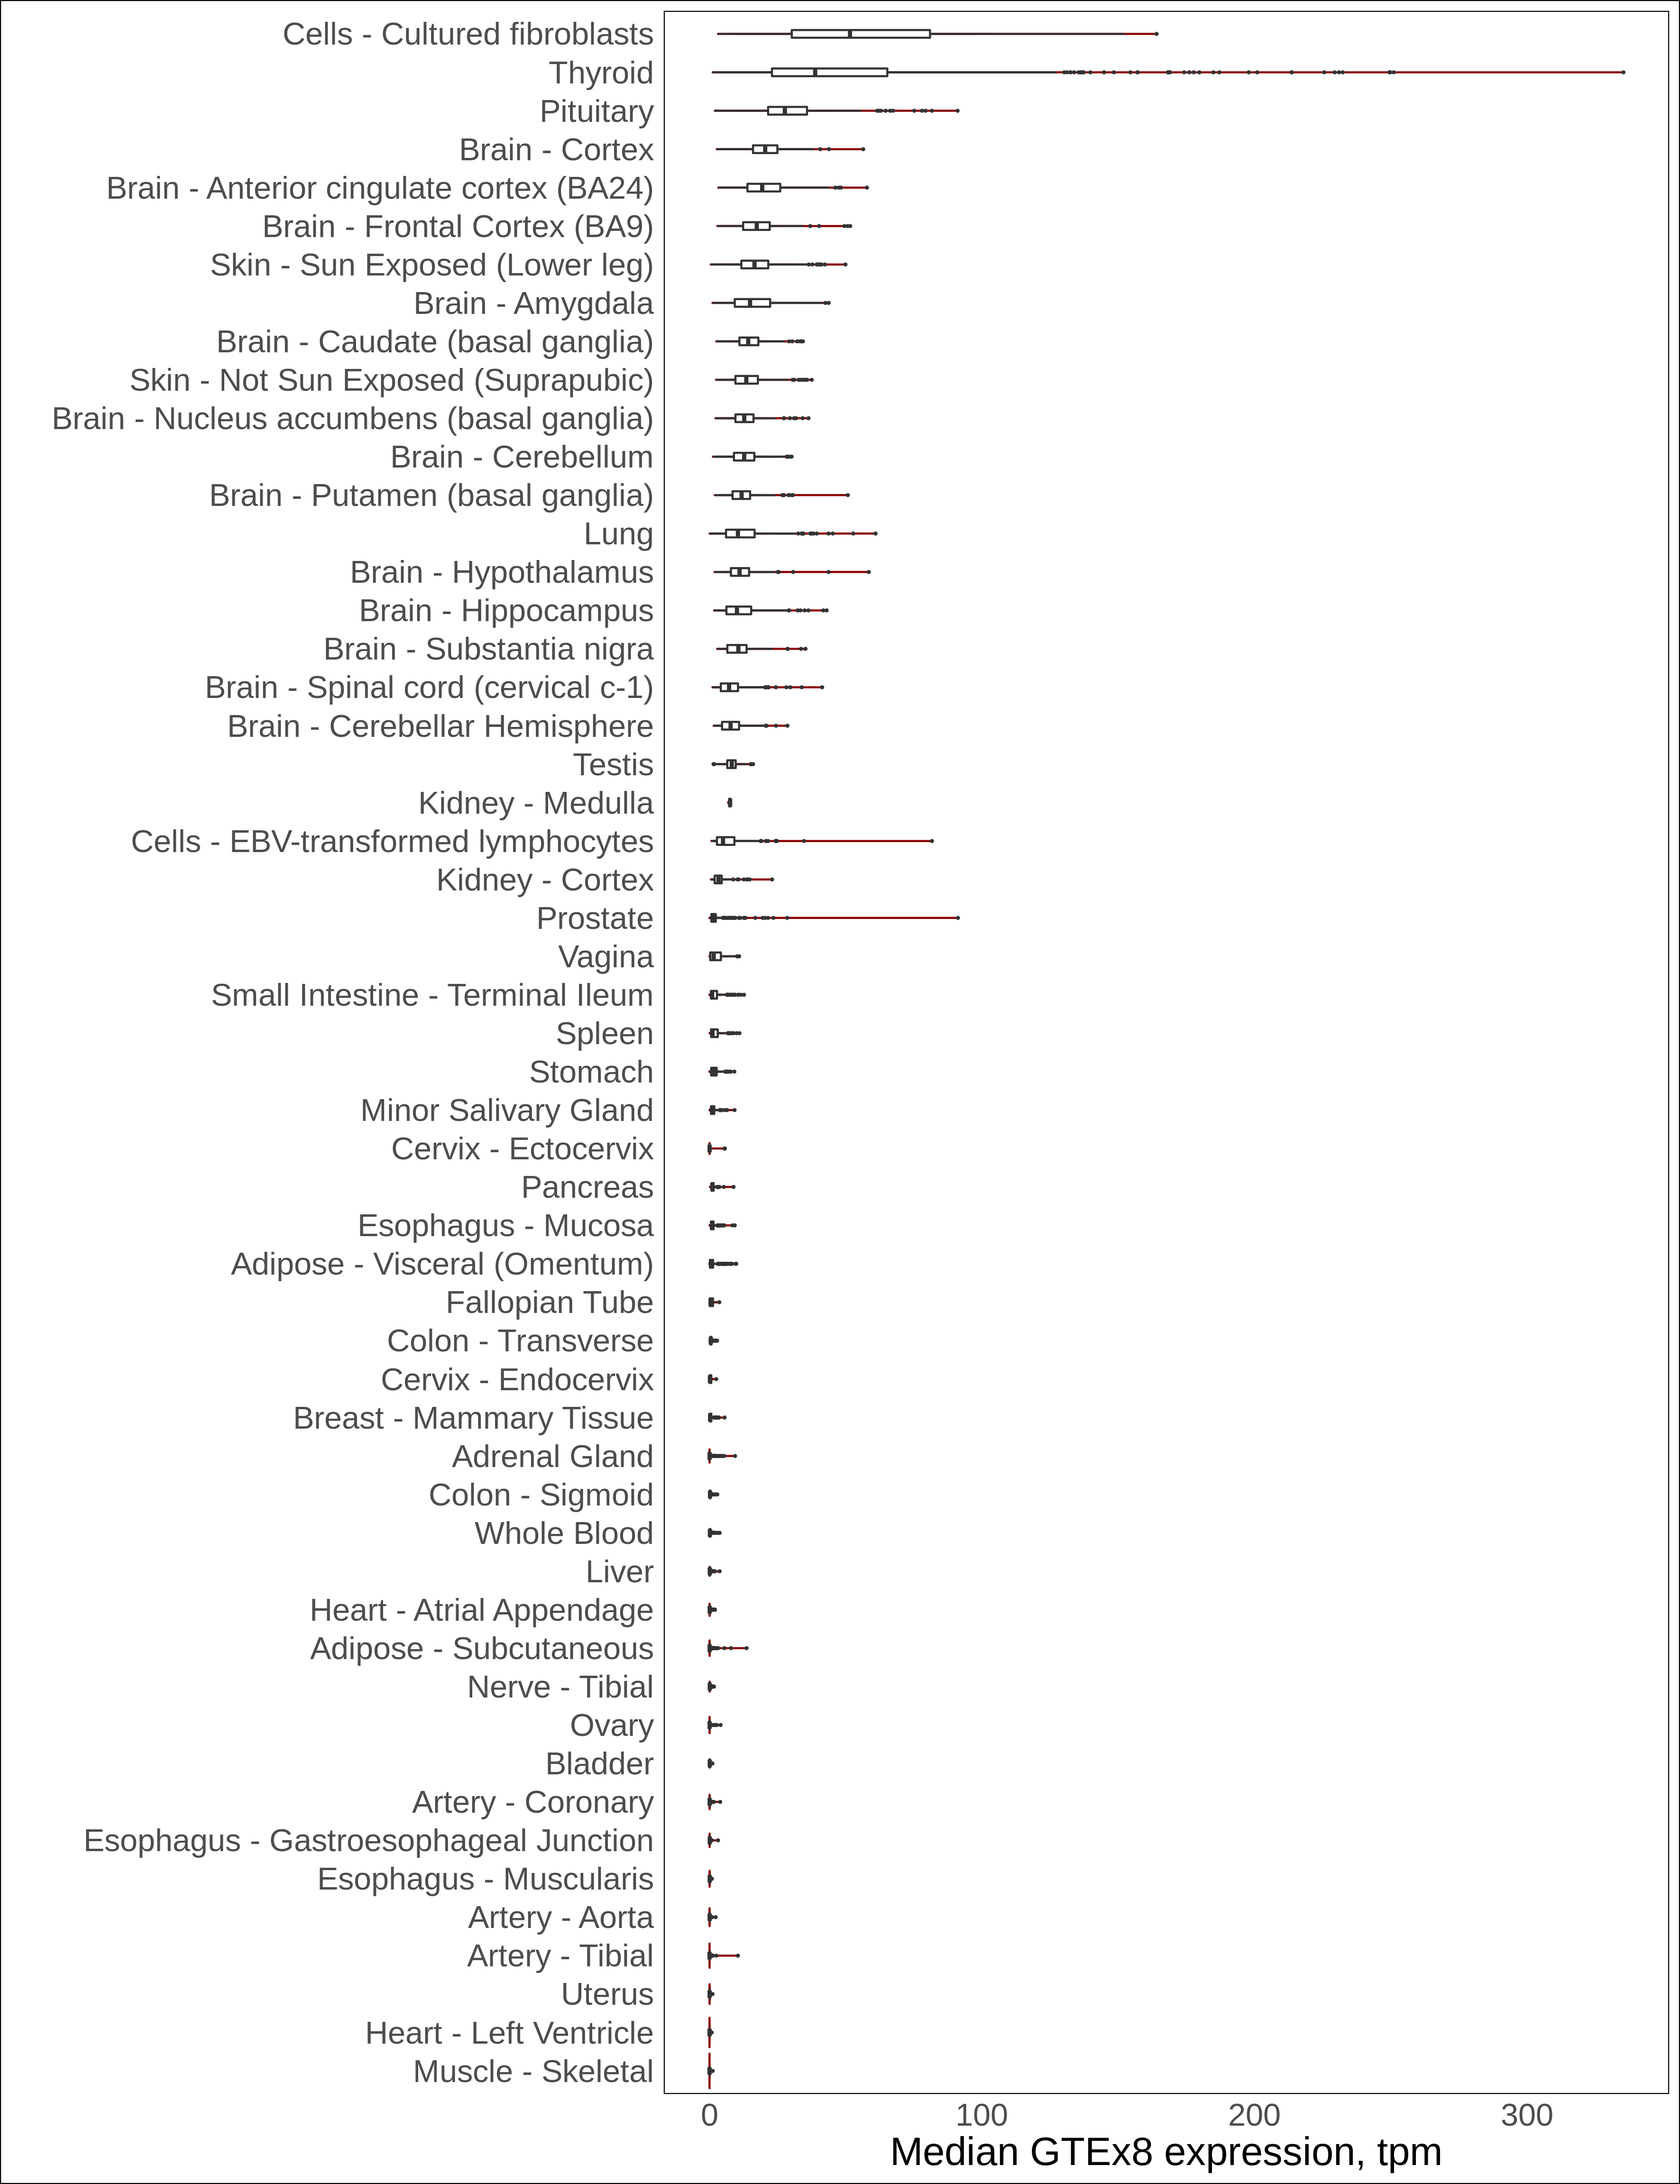 Cells - Cultured fibroblasts
Thyroid
Pituitary
Brain - Cortex
Brain - Anterior cingulate cortex (BA24)
Brain - Frontal Cortex (BA9)
Skin - Sun Exposed (Lower leg)
Brain - Amygdala
Brain - Caudate (basal ganglia)
Skin - Not Sun Exposed (Suprapubic)
Brain - Nucleus accumbens (basal ganglia)
Brain - Cerebellum
Brain - Putamen (basal ganglia)
Lung
Brain - Hypothalamus
Brain - Hippocampus
Brain - Substantia nigra
Brain - Spinal cord (cervical c-1)
Brain - Cerebellar Hemisphere
Testis
Kidney - Medulla
Cells - EBV-transformed lymphocytes
Kidney - Cortex
Prostate
Vagina
Small Intestine - Terminal Ileum
Spleen
Stomach
Minor Salivary Gland
Cervix - Ectocervix
Pancreas
Esophagus - Mucosa
Adipose - Visceral (Omentum)
Fallopian Tube
Colon - Transverse
Cervix - Endocervix
Breast - Mammary Tissue
Adrenal Gland
Colon - Sigmoid
Whole Blood
Liver
Heart - Atrial Appendage
Adipose - Subcutaneous
Nerve - Tibial
Ovary
Bladder
Artery - Coronary
Esophagus - Gastroesophageal Junction
Esophagus - Muscularis
Artery - Aorta
Artery - Tibial
Uterus
Heart - Left Ventricle
Muscle - Skeletal
0 100 200 300
Median GTEx8 expression, tpm